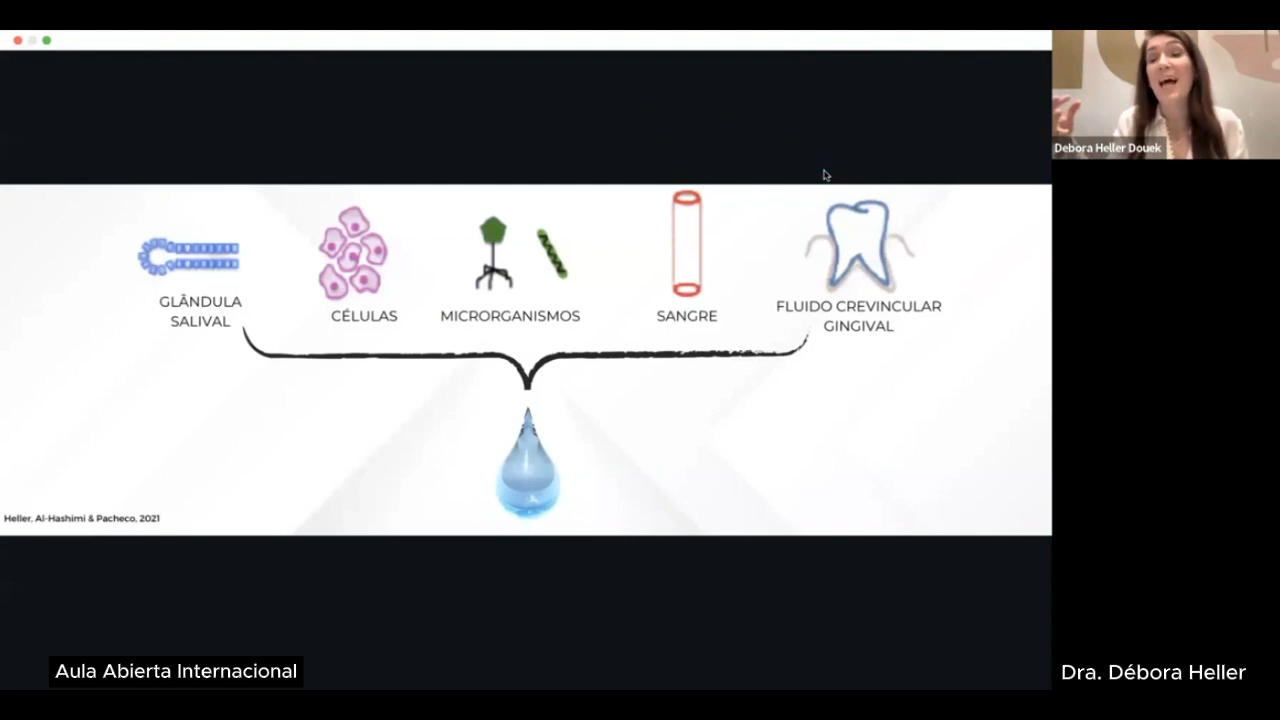 Debora Heller Douek
GLÂNDULA
SALIVAL
CÉLULAS
MICRORGANISMOS
SANGRE
FLUIDO CREVINCULAR
GINGIVAL
Heller, Al-Hashimi & Pacheco, 2021
Aula Abierta Internacional
Dra. Débora Heller